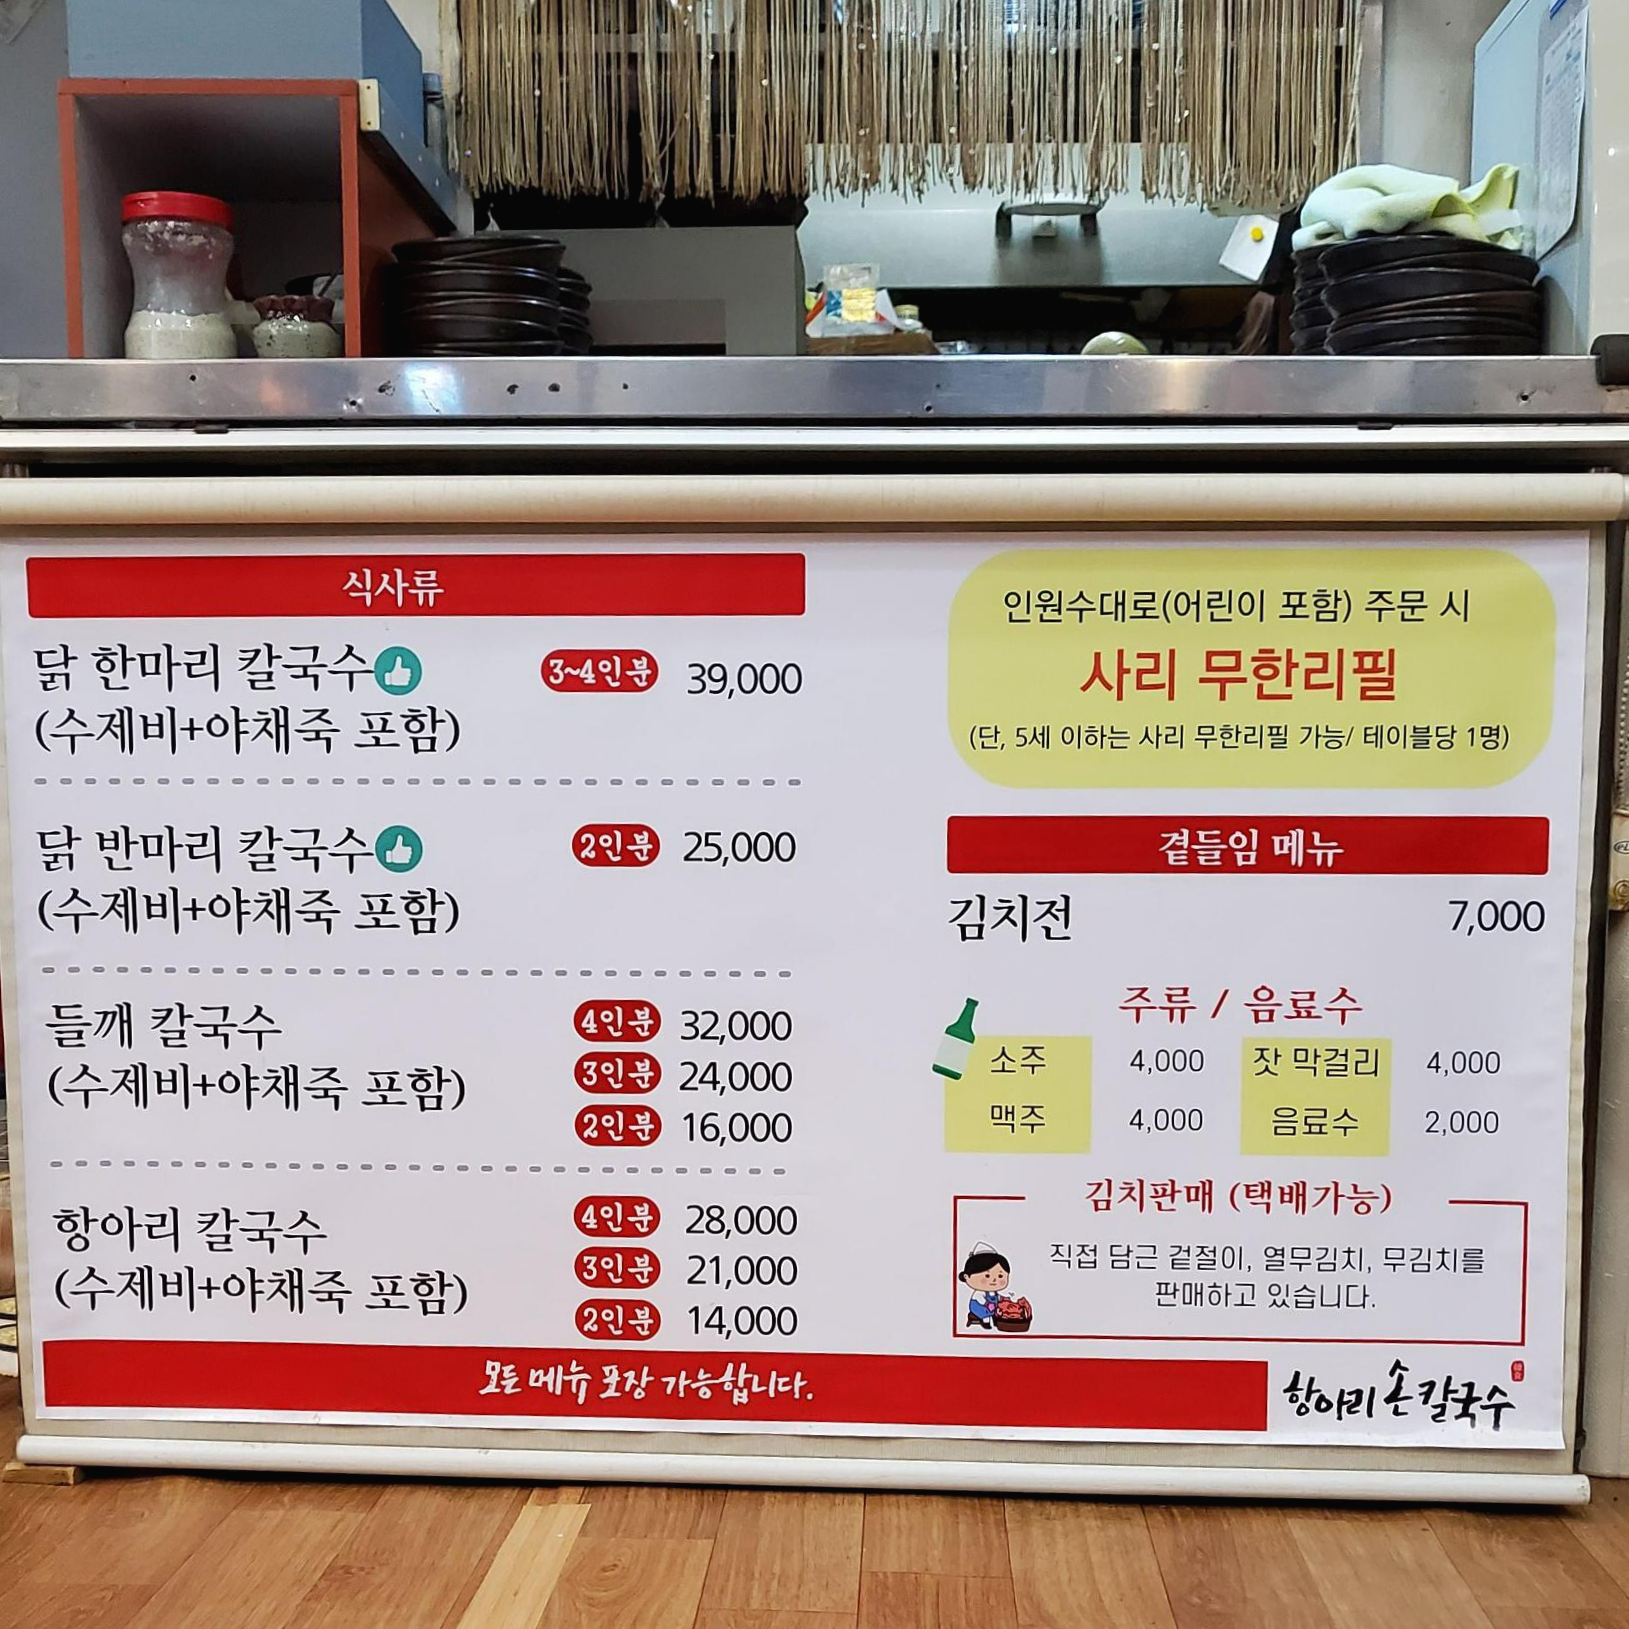 식사류
닭 한마리 칼국수 3~4인분 39,000
(수제비+야채죽 포함)
닭 반마리 칼국수 2인분 25,000
(수제비+야채죽 포함)
들깨 칼국수 4인분 32,000
(수제비+야채죽 포함) 3인분 24,000
2인분 16,000
항아리 칼국수 4인분 28,000
(수제비+야채죽 포함) 3인분 21,000
2인분 14,000
인원수대로(어린이 포함) 주문 시
사리 무한리필
(단, 5세 이하는 사리 무한리필 가능/ 테이블당 1명)
곁들임 메뉴
김치전 7,000
주류 / 음료수
소주 4,000 잣 막걸리 4,000
맥주 4,000 음료수 2,000
김치판매 (택배가능)
직접 담근 겉절이, 열무김치, 무김치를
판매하고 있습니다.
모든 메뉴 포장 가능합니다.
항아리 손칼국수